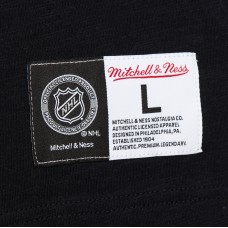 NHL
© NHL
MITCHELL & NESS
Mitchell & Ness
L
MITCHELL & NESS NOSTALGIA CO.
AUTHENTIC LICENSED APPAREL
DESIGNED IN PHILADELPHIA, PA.
ESTABLISHED 1904
AUTHENTIC. PREMIUM. LEGENDARY.